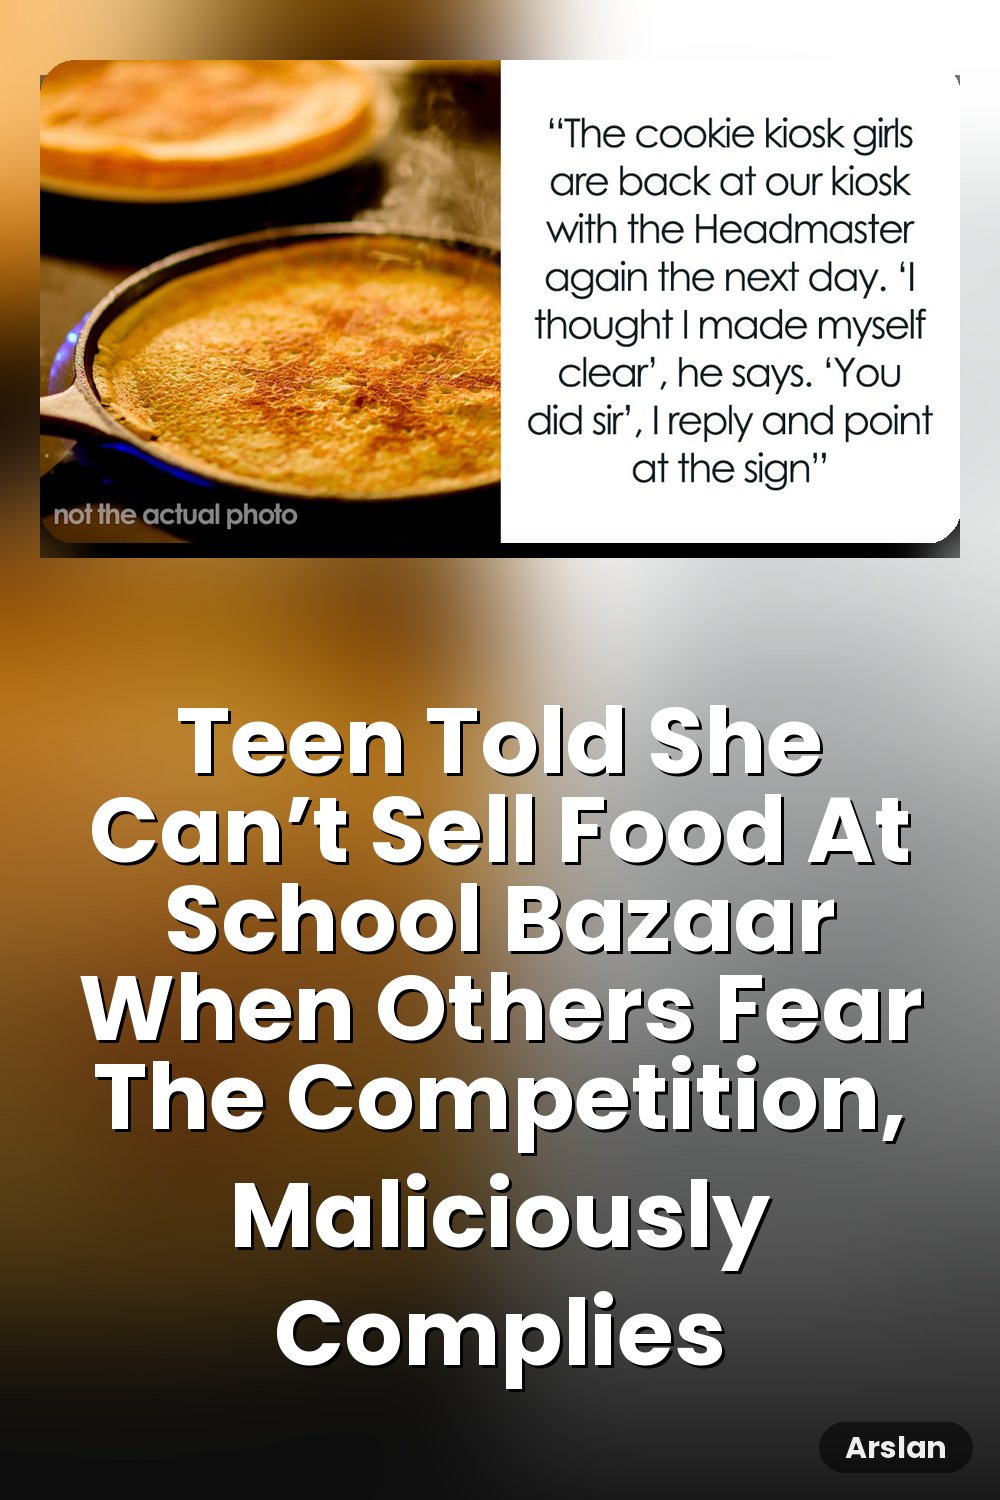 “The cookie kiosk girls
are back at our kiosk
with the Headmaster
again the next day. ‘I
thought I made myself
clear’, he says. ‘You
did sir’, I reply and point
at the sign”
not the actual photo
Teen Told She
Can’t Sell Food At
School Bazaar
When Others Fear
The Competition,
Maliciously
Complies
Arslan